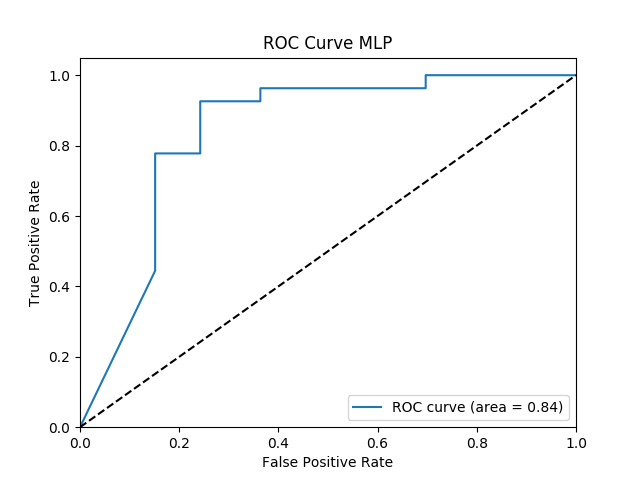 ROC Curve MLP
1.0
0.8
0.6
0.4
0.2
0.0
True Positive Rate
ROC curve (area = 0.84)
0.0 0.2 0.4 0.6 0.8 1.0
False Positive Rate